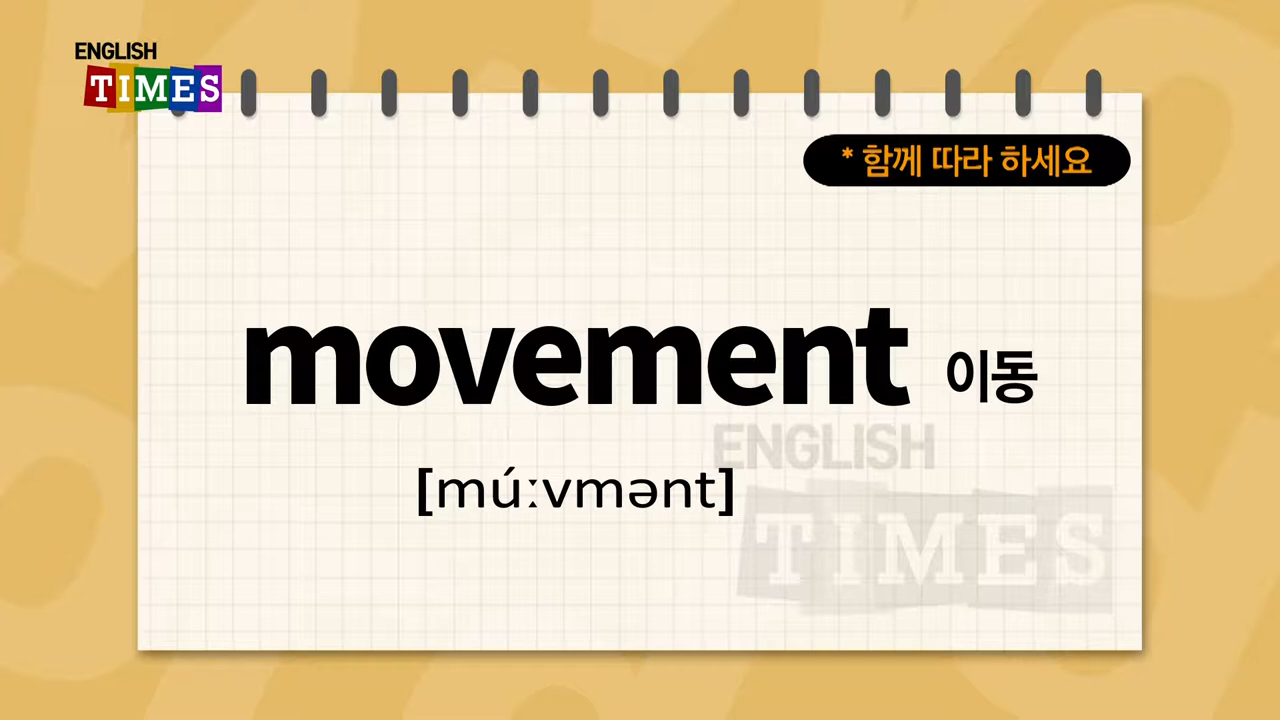 ENGLISH
TIMES
* 함께 따라 하세요
movement 이동
[múːvmənt]
ENGLISH
TIMES